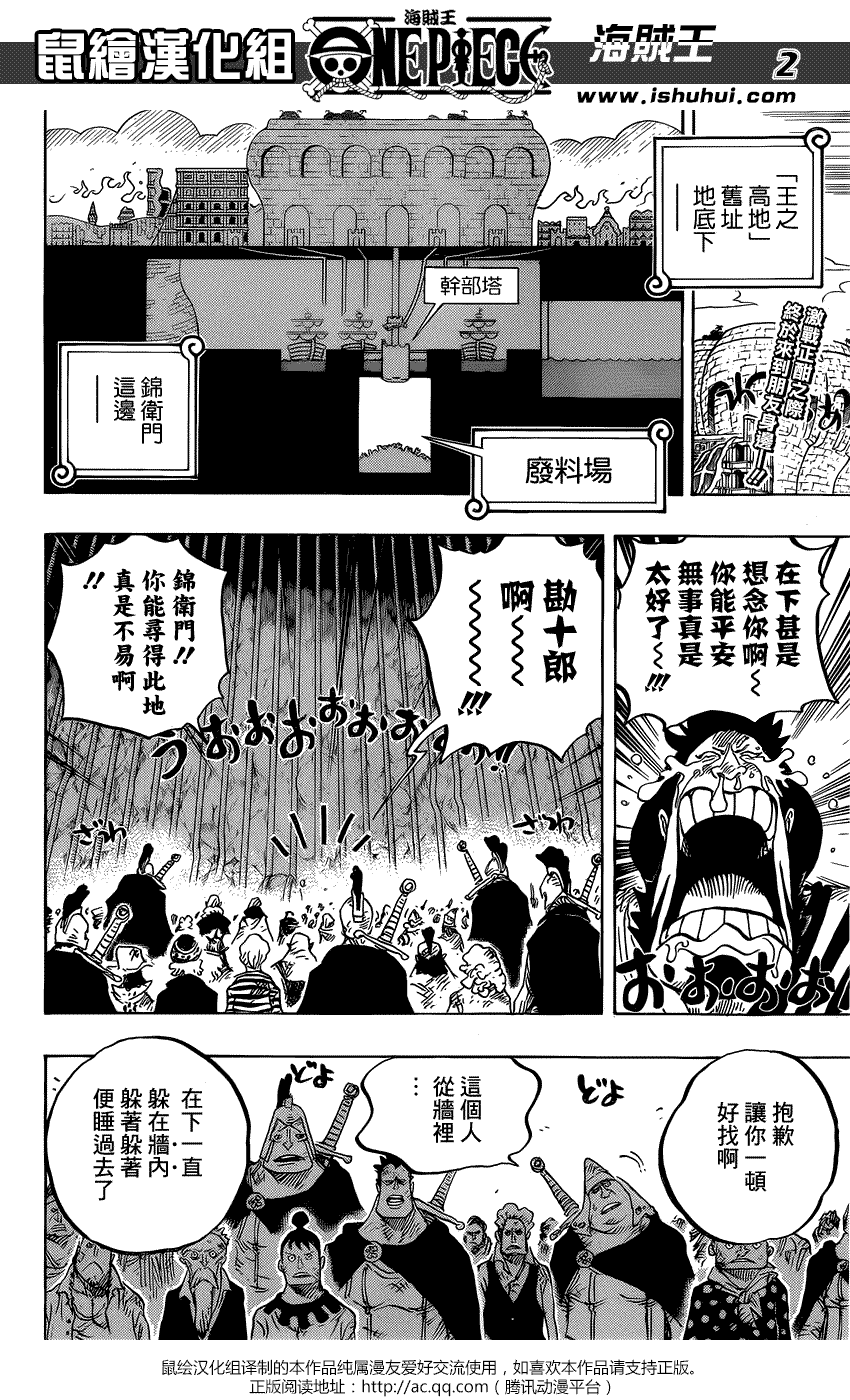 鼠繪漢化組
海賊王
ONE PIECE
海賊王
2
www.ishuhui.com
「王之
高地」
舊址
地底下
──
激戰正酣之際
終於來到朋友身邊──!!
幹部塔
錦衛門
這邊
──
廢料場
在下甚是
想念你啊～
你能平安
無事真是
太好了～!!!
勘十郎
啊～～
～～～!!!
錦衛門!!
你能尋得此地
真是不易啊
!!
うおおおおおお
ざわ
ざわ
おおおお
抱歉
讓你一頓
好找啊
這個人
從牆裡
…
在下一直
躲在牆內
躲著躲著
便睡過去了
どよ
どよ
鼠绘汉化组译制的本作品纯属漫友爱好交流使用，如喜欢本作品请支持正版。
正版阅读地址：http://ac.qq.com（腾讯动漫平台）